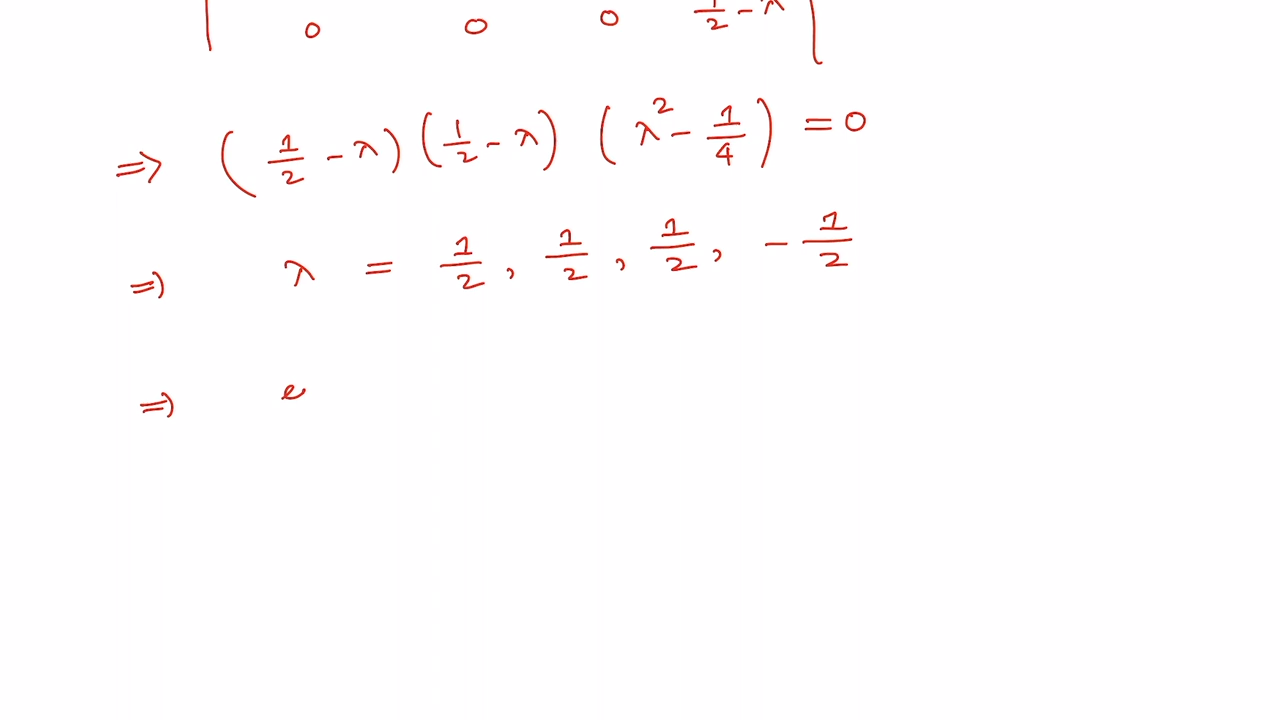 | 0 0 0 1/2 - λ |
⇒ (1/2 - λ) (1/2 - λ) (λ² - 1/4) = 0
⇒ λ = 1/2, 1/2, 1/2, - 1/2
⇒ e